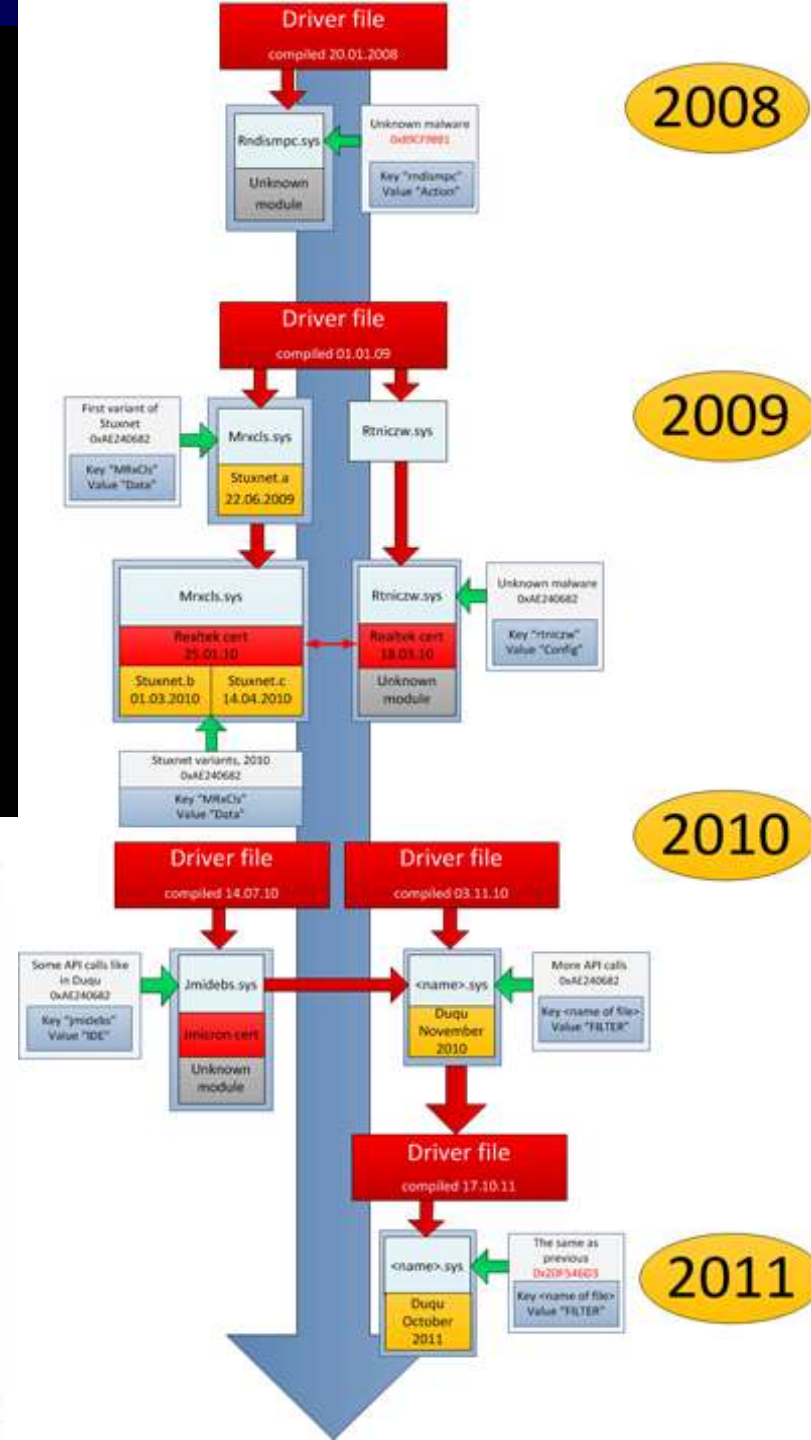 Driver file
compiled 20.01.2008
2008
Rndismpc.sys
Unknown
module
Unknown malware
Key "rndismpc"
Value "Action"
Driver file
compiled 01.01.09
2009
First variant of
Stuxnet
0xAE240682
Key "MRxCls"
Value "Data"
Mrxcls.sys
Stuxnet.a
22.06.2009
Rtniczw.sys
Mrxcls.sys
Realtek cert
25.01.10
Stuxnet.b
01.03.2010
Stuxnet.c
14.04.2010
Rtniczw.sys
Realtek cert
18.03.10
Unknown
module
Unknown malware
0xAE240682
Key "rtniczw"
Value "Config"
Stuxnet variants, 2010
0xAE240682
Key "MRxCls"
Value "Data"
2010
Driver file
compiled 14.07.10
Driver file
compiled 03.11.10
Some API calls like
in Duqu
0xAE240682
Key "jmidebs"
Value "IDE"
Jmidebs.sys
Jmicron cert
Unknown
module
<name>.sys
Duqu
November
2010
More API calls
0xAE240682
Key <name of file>
Value "FILTER"
Driver file
compiled 17.10.11
2011
<name>.sys
Duqu
October
2011
The same as
previous
0x20F546D3
Key <name of file>
Value "FILTER"